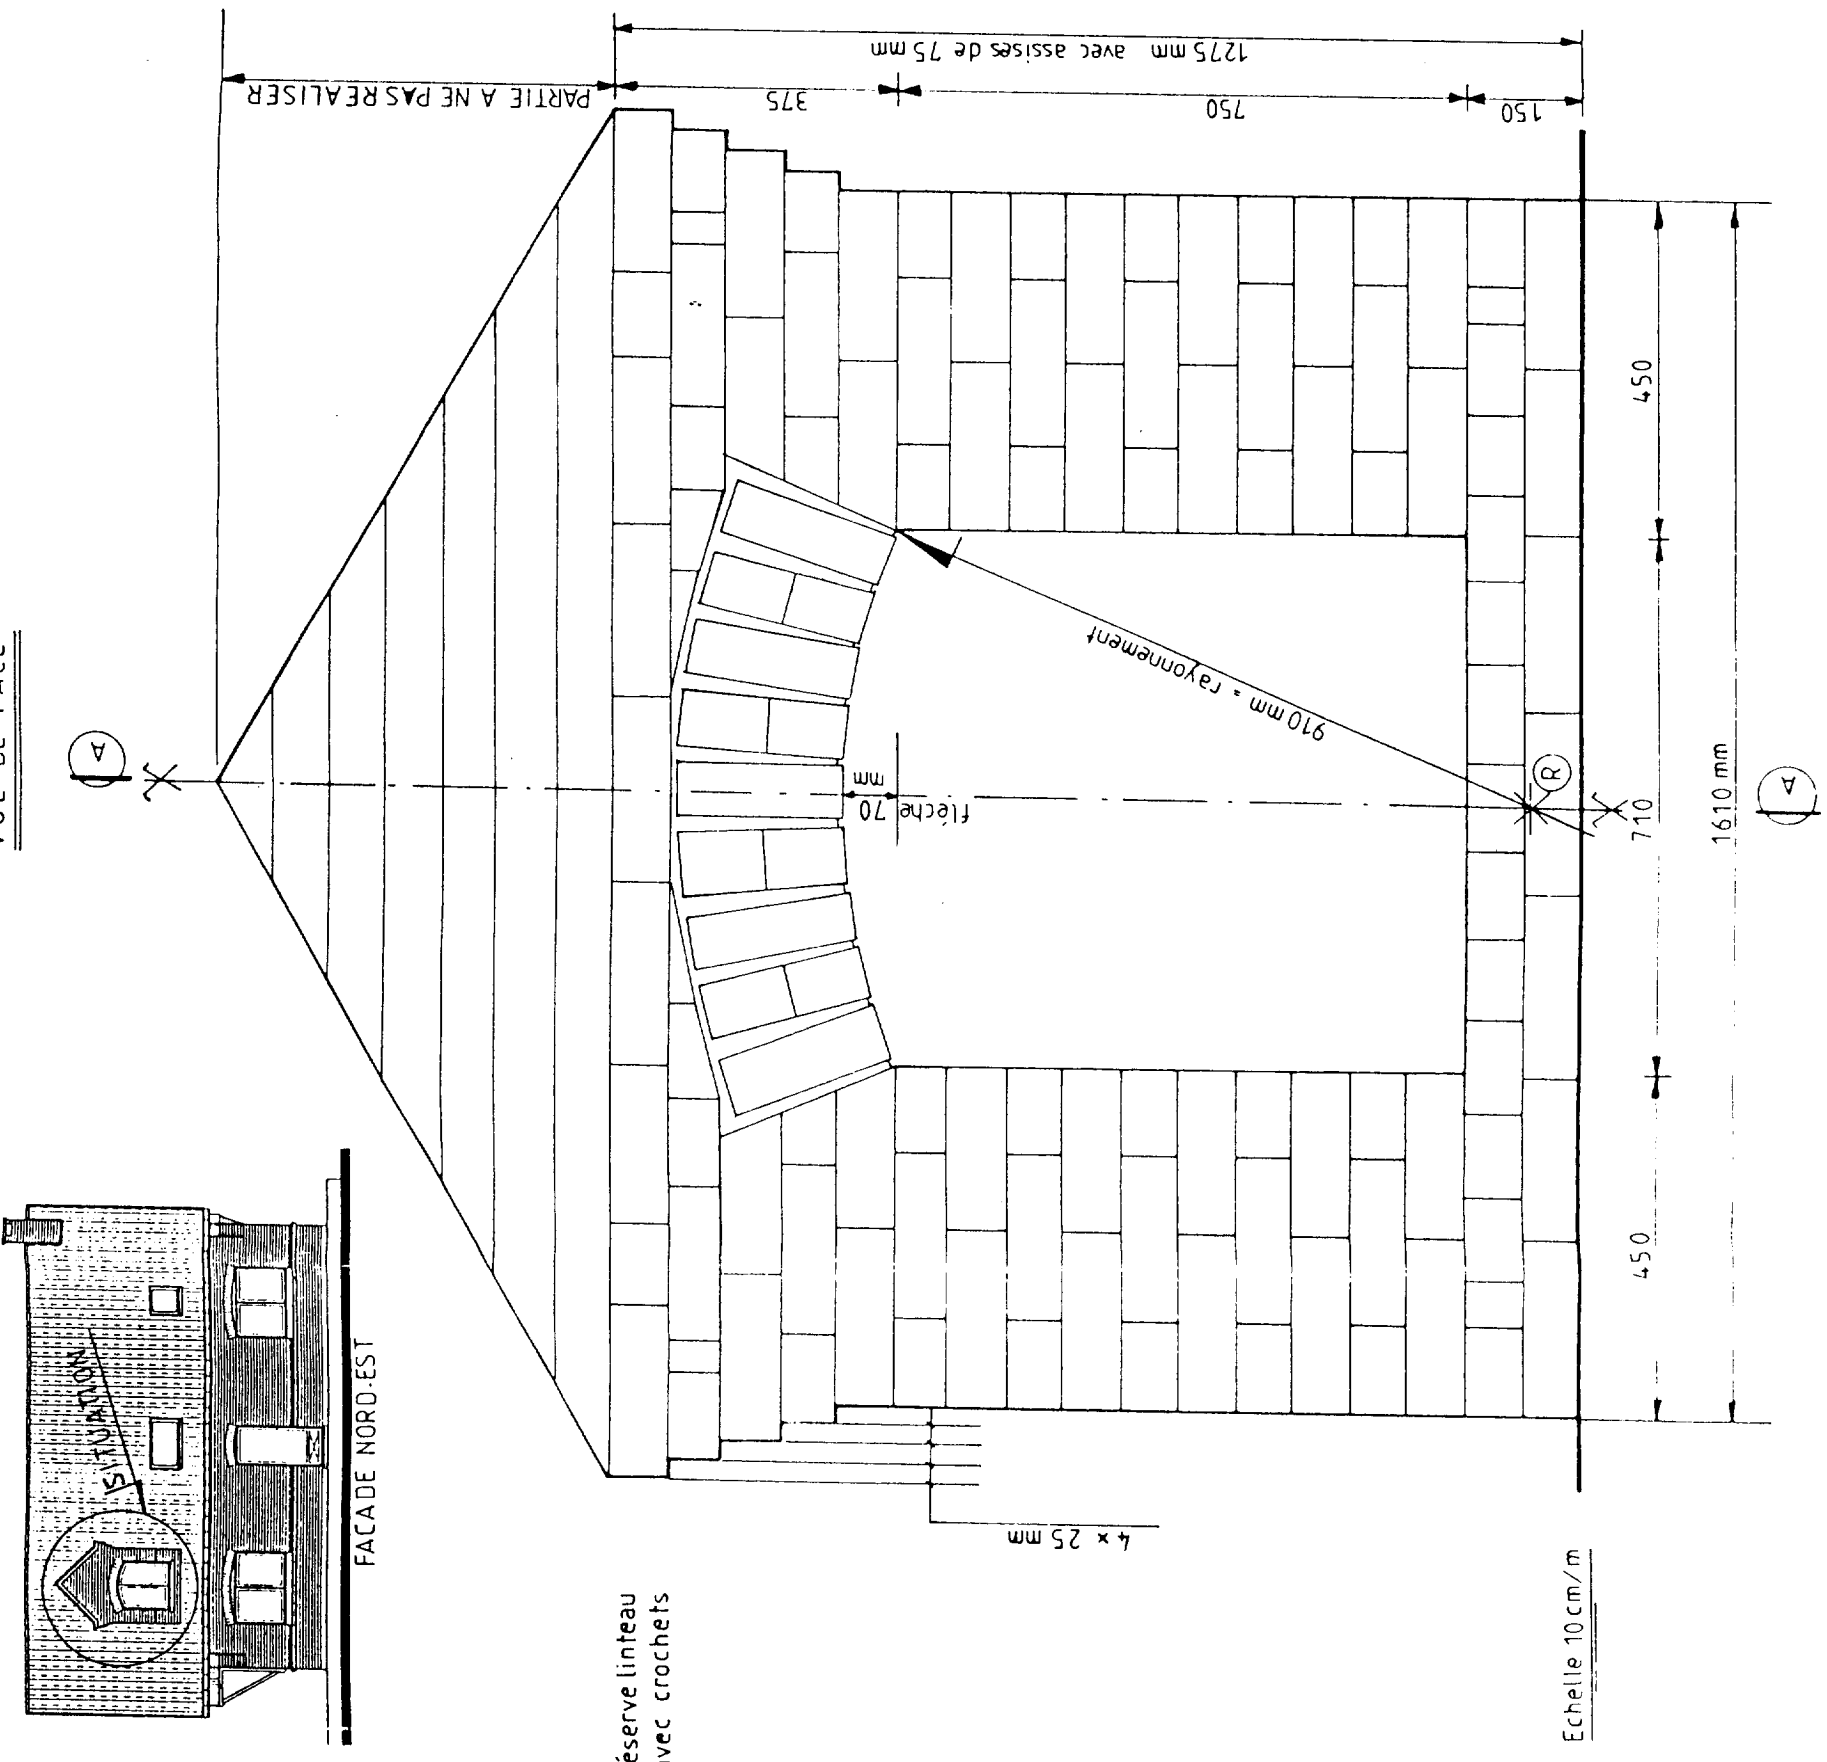 VUE DE FACE
A
PARTIE A NE PAS REALISER
375
750
150
1275 mm avec assises de 75 mm
flèche 70
mm
910 mm = rayonnement
R
450
710
450
1610 mm
A
4 x 25 mm
SITUATION
FACADE NORD-EST
éserve linteau
vec crochets
Echelle 10 cm/m